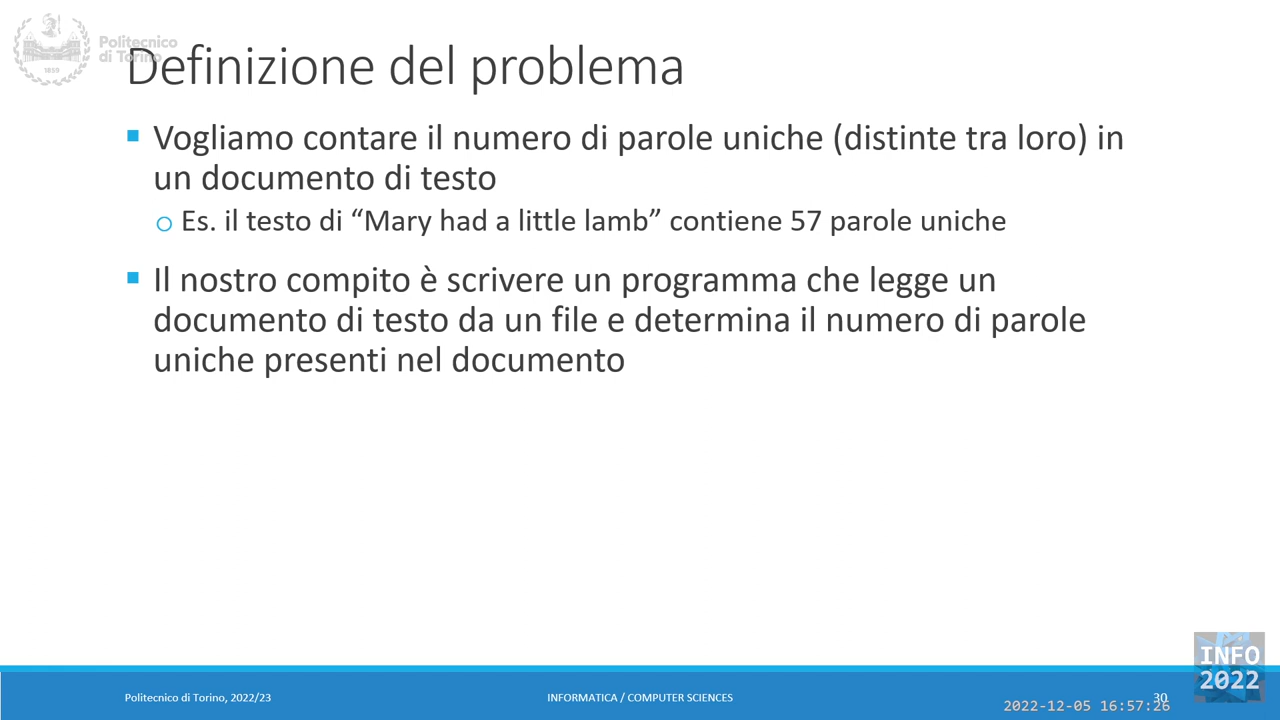 Politecnico
di Torino
1859
Definizione del problema
Vogliamo contare il numero di parole uniche (distinte tra loro) in
un documento di testo
Es. il testo di “Mary had a little lamb” contiene 57 parole uniche
Il nostro compito è scrivere un programma che legge un
documento di testo da un file e determina il numero di parole
uniche presenti nel documento
Politecnico di Torino, 2022/23
INFORMATICA / COMPUTER SCIENCES
30
2022-12-05 16:57:26
INFO
2022